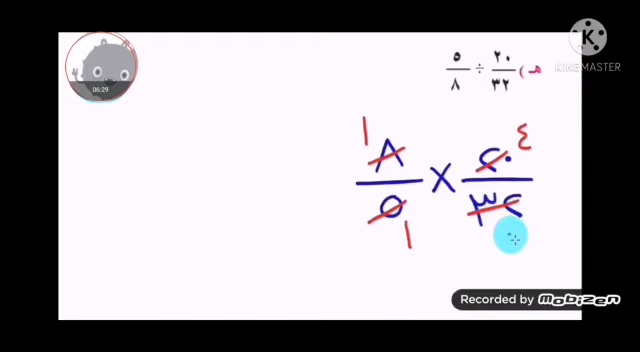 KINEMASTER
هـ) ٢٠/٣٢ ÷ ٥/٨
06:29
٤ ١
٢٠/٣٢ × ٨/٥
١
Recorded by mobizen